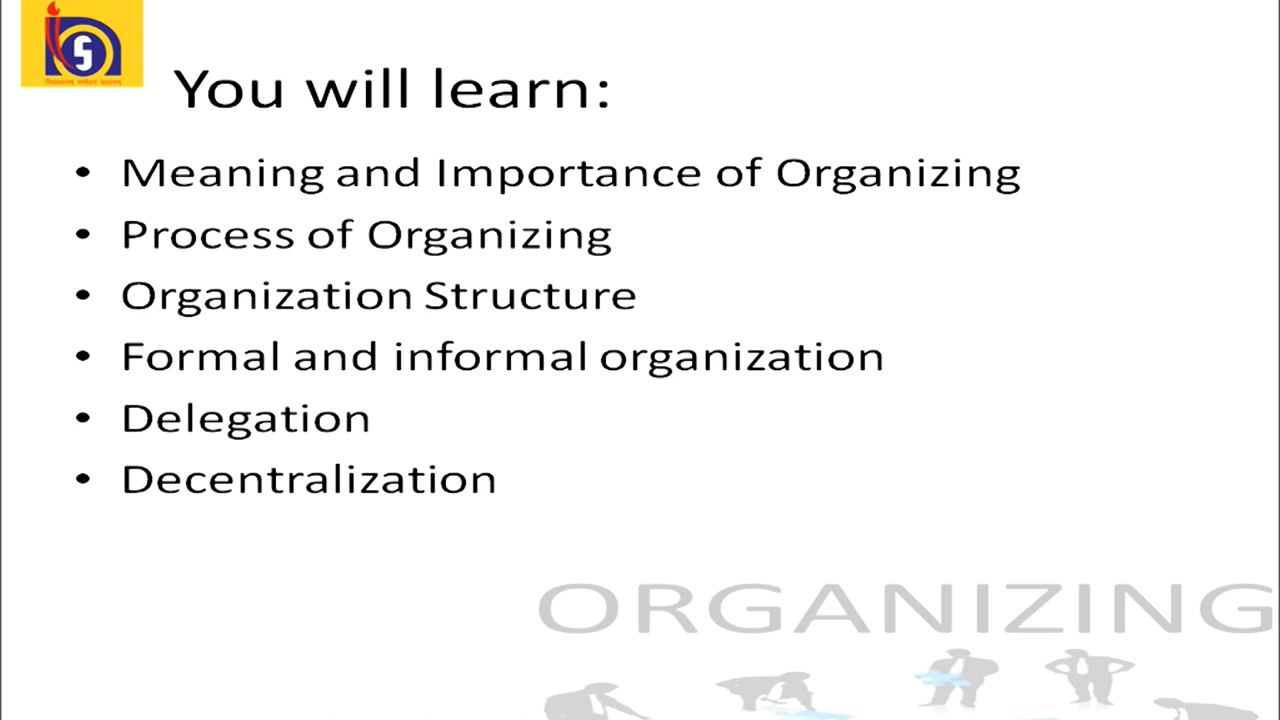 You will learn:
• Meaning and Importance of Organizing
• Process of Organizing
• Organization Structure
• Formal and informal organization
• Delegation
• Decentralization
ORGANIZING